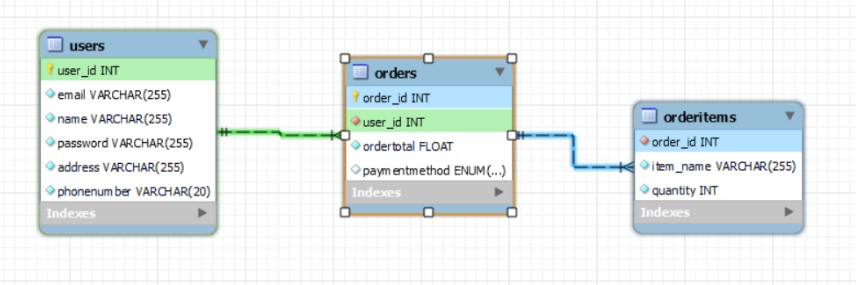 users
user_id INT
email VARCHAR(255)
name VARCHAR(255)
password VARCHAR(255)
address VARCHAR(255)
phonenumber VARCHAR(20)
Indexes
orders
order_id INT
user_id INT
ordertotal FLOAT
paymentmethod ENUM(...)
Indexes
orderitems
order_id INT
item_name VARCHAR(255)
quantity INT
Indexes